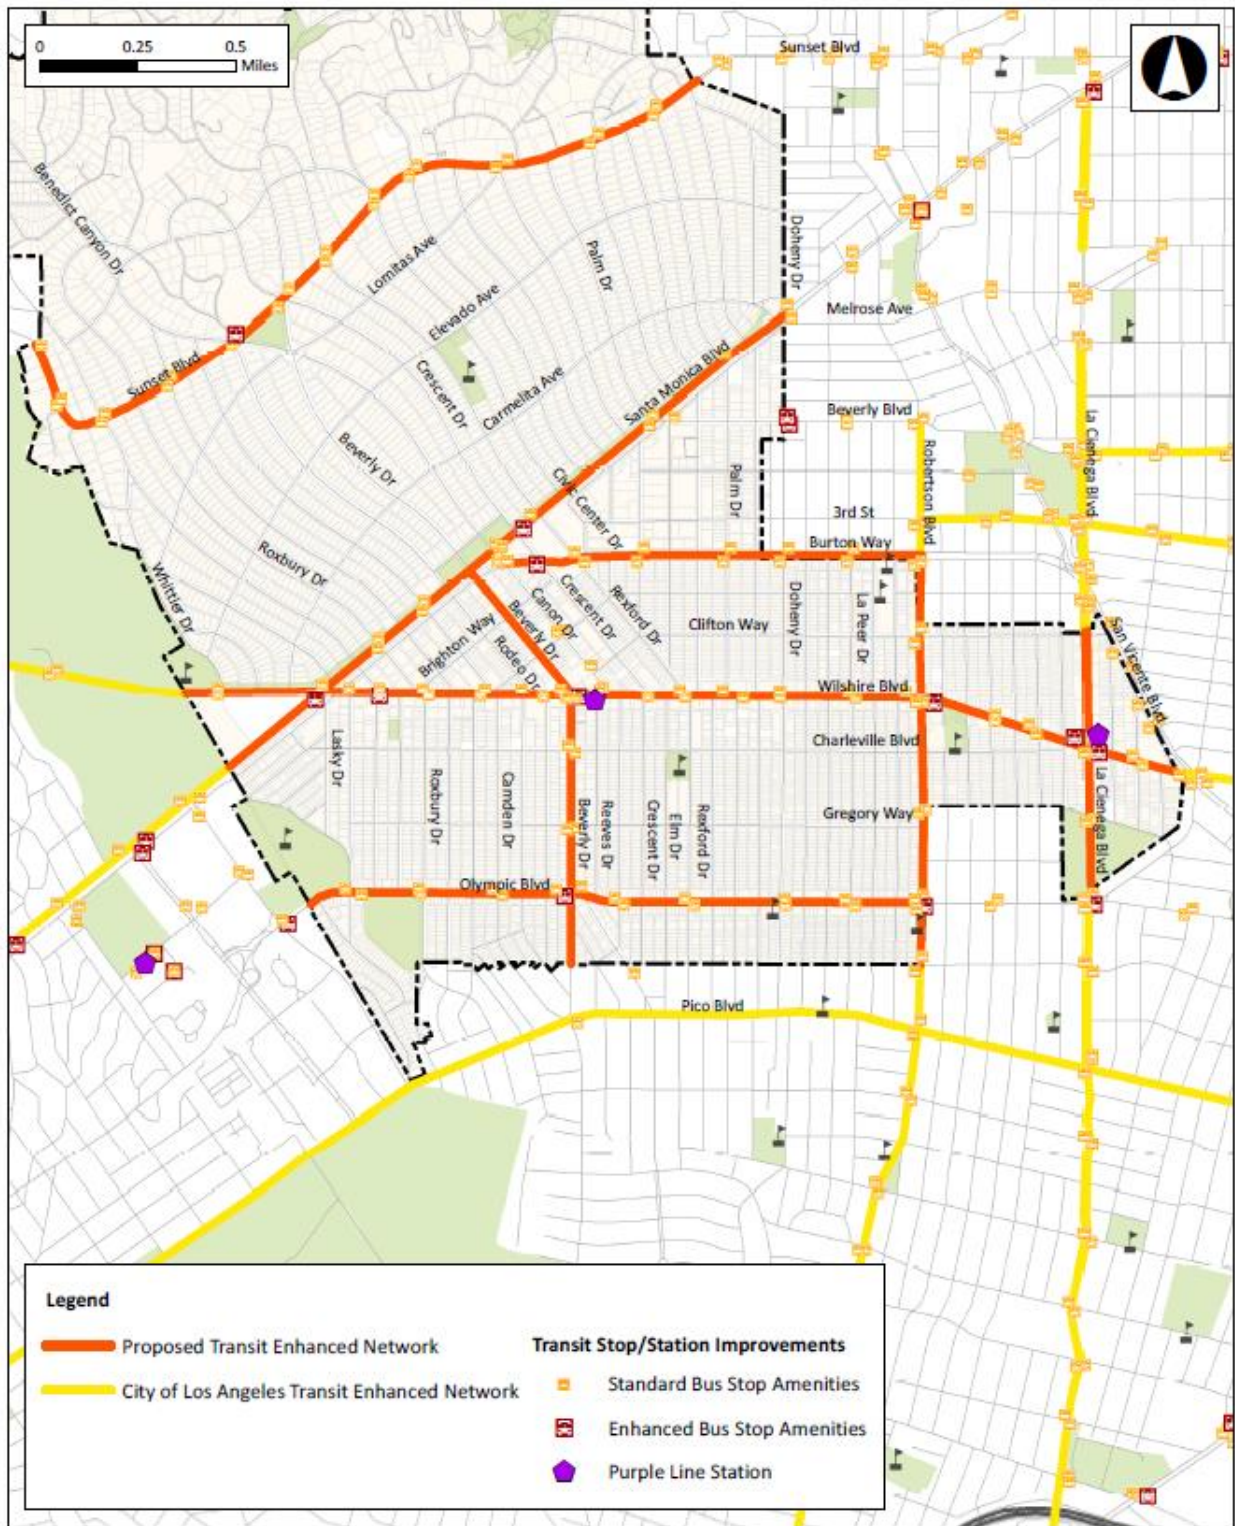 0 0.25 0.5
Miles
Sunset Blvd
Benedict Canyon Dr
Lomitas Ave
Palm Dr
Doheny Dr
Elevado Ave
Melrose Ave
Sunset Blvd
Crescent Dr
Carmelita Ave
Santa Monica Blvd
Beverly Blvd
La Cienega Blvd
Beverly Dr
Robertson Blvd
Civic Center Dr
Palm Dr
3rd St
Burton Way
Roxbury Dr
Whittier Dr
Crescent Dr
Rexford Dr
Canon Dr
Beverly Dr
Brighton Way
Rodeo Dr
Clifton Way
Doheny Dr
La Peer Dr
San Vicente Blvd
Wilshire Blvd
Charleville Blvd
Lasky Dr
Roxbury Dr
Camden Dr
Beverly Dr
Reeves Dr
Crescent Dr
Elm Dr
Rexford Dr
Gregory Way
La Cienega Blvd
Olympic Blvd
Pico Blvd
Legend
Proposed Transit Enhanced Network
City of Los Angeles Transit Enhanced Network
Transit Stop/Station Improvements
Standard Bus Stop Amenities
Enhanced Bus Stop Amenities
Purple Line Station